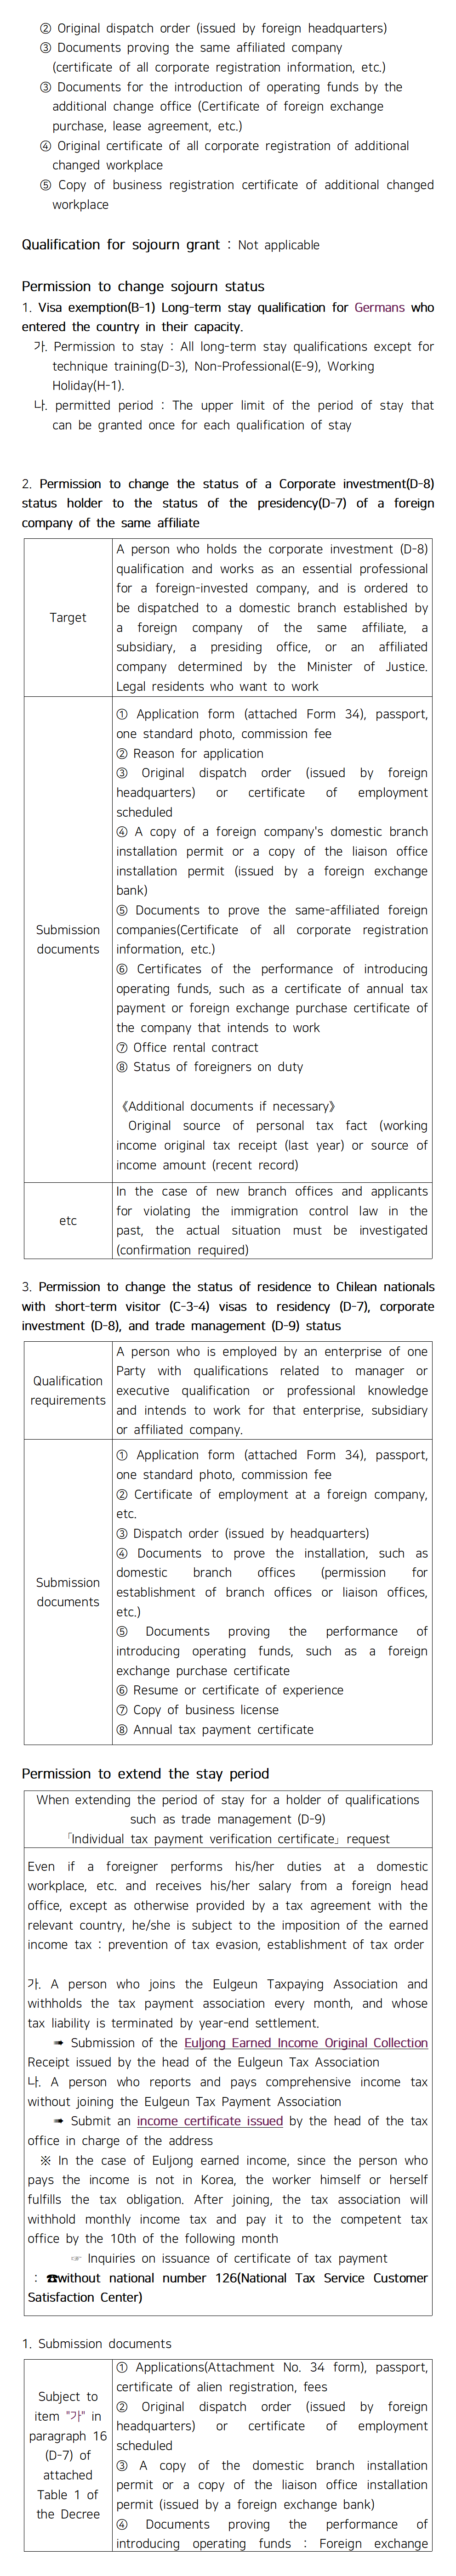 ② Original dispatch order (issued by foreign headquarters)
③ Documents proving the same affiliated company
(certificate of all corporate registration information, etc.)
③ Documents for the introduction of operating funds by the
additional change office (Certificate of foreign exchange
purchase, lease agreement, etc.)
④ Original certificate of all corporate registration of additional
changed workplace
⑤ Copy of business registration certificate of additional changed
workplace
Qualification for sojourn grant : Not applicable
Permission to change sojourn status
1. Visa exemption(B-1) Long-term stay qualification for Germans who
entered the country in their capacity.
가. Permission to stay : All long-term stay qualifications except for
technique training(D-3), Non-Professional(E-9), Working
Holiday(H-1).
나. permitted period : The upper limit of the period of stay that
can be granted once for each qualification of stay
2. Permission to change the status of a Corporate investment(D-8)
status holder to the status of the presidency(D-7) of a foreign
company of the same affiliate
Target
A person who holds the corporate investment (D-8)
qualification and works as an essential professional
for a foreign-invested company, and is ordered to
be dispatched to a domestic branch established by
a foreign company of the same affiliate, a
subsidiary, a presiding office, or an affiliated
company determined by the Minister of Justice.
Legal residents who want to work
Submission
documents
① Application form (attached Form 34), passport,
one standard photo, commission fee
② Reason for application
③ Original dispatch order (issued by foreign
headquarters) or certificate of employment
scheduled
④ A copy of a foreign company's domestic branch
installation permit or a copy of the liaison office
installation permit (issued by a foreign exchange
bank)
⑤ Documents to prove the same-affiliated foreign
companies(Certificate of all corporate registration
information, etc.)
⑥ Certificates of the performance of introducing
operating funds, such as a certificate of annual tax
payment or foreign exchange purchase certificate of
the company that intends to work
⑦ Office rental contract
⑧ Status of foreigners on duty
《Additional documents if necessary》
Original source of personal tax fact (working
income original tax receipt (last year) or source of
income amount (recent record)
etc
In the case of new branch offices and applicants
for violating the immigration control law in the
past, the actual situation must be investigated
(confirmation required)
3. Permission to change the status of residence to Chilean nationals
with short-term visitor (C-3-4) visas to residency (D-7), corporate
investment (D-8), and trade management (D-9) status
Qualification
requirements
A person who is employed by an enterprise of one
Party with qualifications related to manager or
executive qualification or professional knowledge
and intends to work for that enterprise, subsidiary
or affiliated company.
Submission
documents
① Application form (attached Form 34), passport,
one standard photo, commission fee
② Certificate of employment at a foreign company,
etc.
③ Dispatch order (issued by headquarters)
④ Documents to prove the installation, such as
domestic branch offices (permission for
establishment of branch offices or liaison offices,
etc.)
⑤ Documents proving the performance of
introducing operating funds, such as a foreign
exchange purchase certificate
⑥ Resume or certificate of experience
⑦ Copy of business license
⑧ Annual tax payment certificate
Permission to extend the stay period
When extending the period of stay for a holder of qualifications
such as trade management (D-9)
「Individual tax payment verification certificate」 request
Even if a foreigner performs his/her duties at a domestic
workplace, etc. and receives his/her salary from a foreign head
office, except as otherwise provided by a tax agreement with the
relevant country, he/she is subject to the imposition of the earned
income tax : prevention of tax evasion, establishment of tax order
가. A person who joins the Eulgeun Taxpaying Association and
withholds the tax payment association every month, and whose
tax liability is terminated by year-end settlement.
➠ Submission of the Euljong Earned Income Original Collection
Receipt issued by the head of the Eulgeun Tax Association
나. A person who reports and pays comprehensive income tax
without joining the Eulgeun Tax Payment Association
➠ Submit an income certificate issued by the head of the tax
office in charge of the address
※ In the case of Euljong earned income, since the person who
pays the income is not in Korea, the worker himself or herself
fulfills the tax obligation. After joining, the tax association will
withhold monthly income tax and pay it to the competent tax
office by the 10th of the following month
☞ Inquiries on issuance of certificate of tax payment
: ☎without national number 126(National Tax Service Customer
Satisfaction Center)
1. Submission documents
Subject to
item "가" in
paragraph 16
(D-7) of
attached
Table 1 of
the Decree
① Applications(Attachment No. 34 form), passport,
certificate of alien registration, fees
② Original dispatch order (issued by foreign
headquarters) or certificate of employment
scheduled
③ A copy of the domestic branch installation
permit or a copy of the liaison office installation
permit (issued by a foreign exchange bank)
④ Documents proving the performance of
introducing operating funds : Foreign exchange